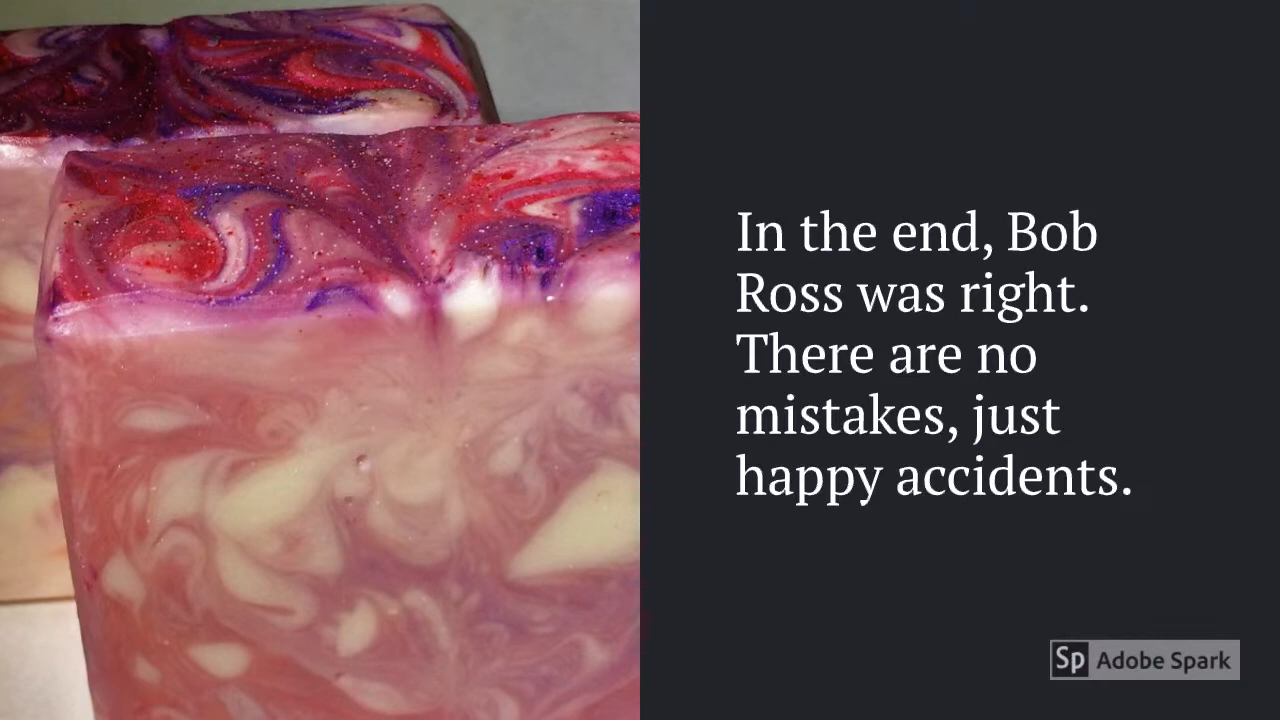 In the end, Bob
Ross was right.
There are no
mistakes, just
happy accidents.
Sp Adobe Spark